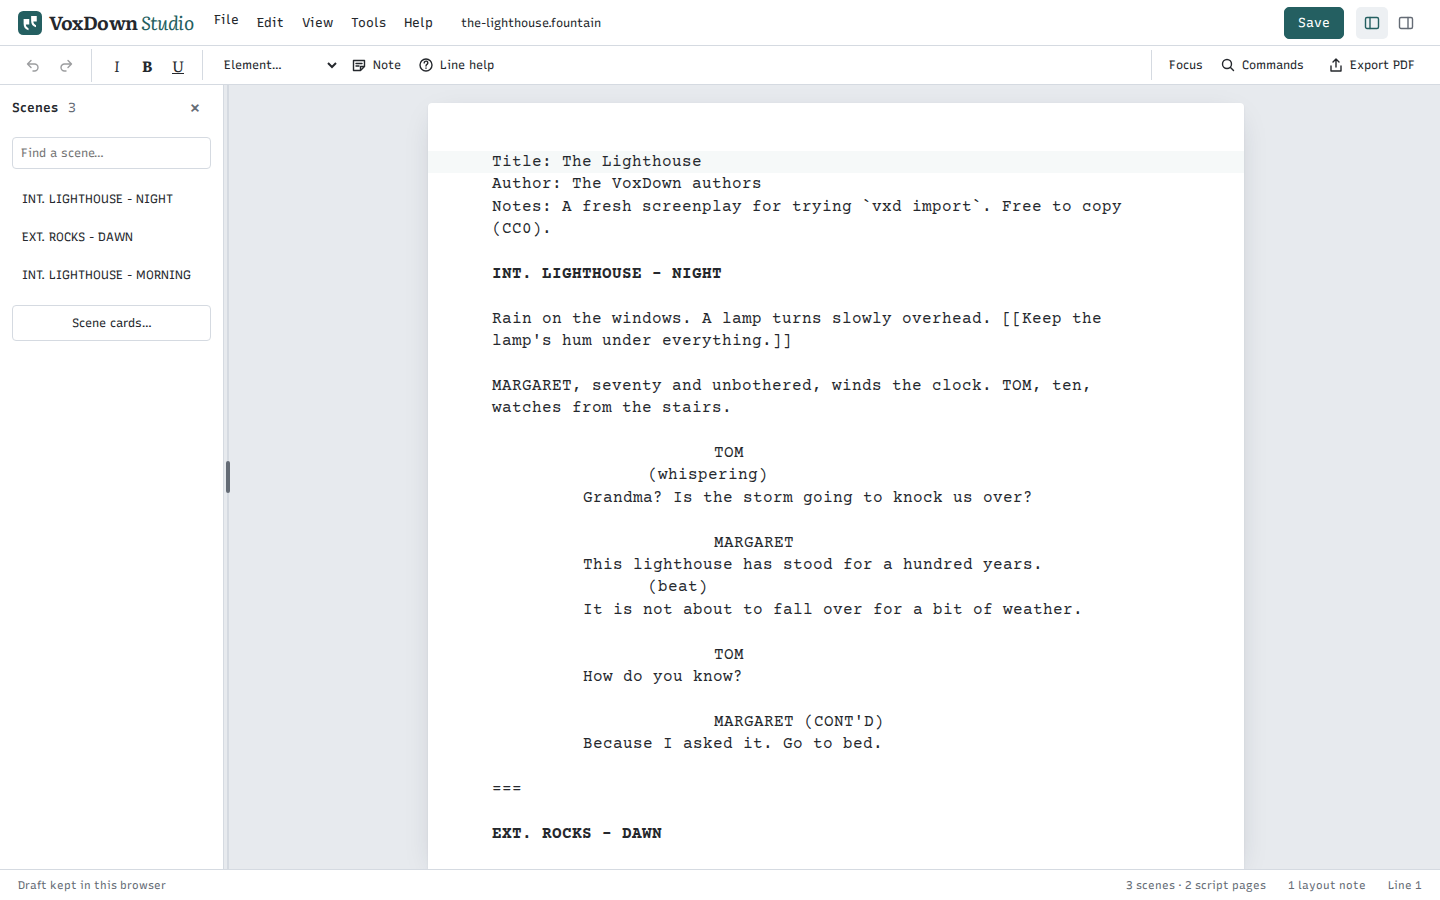 VoxDown Studio File Edit View Tools Help the-lighthouse.fountain Save
I B U Element... Note Line help Focus Commands Export PDF
Scenes 3 ×
Find a scene...
INT. LIGHTHOUSE - NIGHT
EXT. ROCKS - DAWN
INT. LIGHTHOUSE - MORNING
Scene cards...
Title: The Lighthouse
Author: The VoxDown authors
Notes: A fresh screenplay for trying `vxd import`. Free to copy
(CC0).
INT. LIGHTHOUSE - NIGHT
Rain on the windows. A lamp turns slowly overhead. [[Keep the
lamp's hum under everything.]]
MARGARET, seventy and unbothered, winds the clock. TOM, ten,
watches from the stairs.
TOM
(whispering)
Grandma? Is the storm going to knock us over?
MARGARET
This lighthouse has stood for a hundred years.
(beat)
It is not about to fall over for a bit of weather.
TOM
How do you know?
MARGARET (CONT'D)
Because I asked it. Go to bed.
===
EXT. ROCKS - DAWN
Draft kept in this browser 3 scenes · 2 script pages 1 layout note Line 1